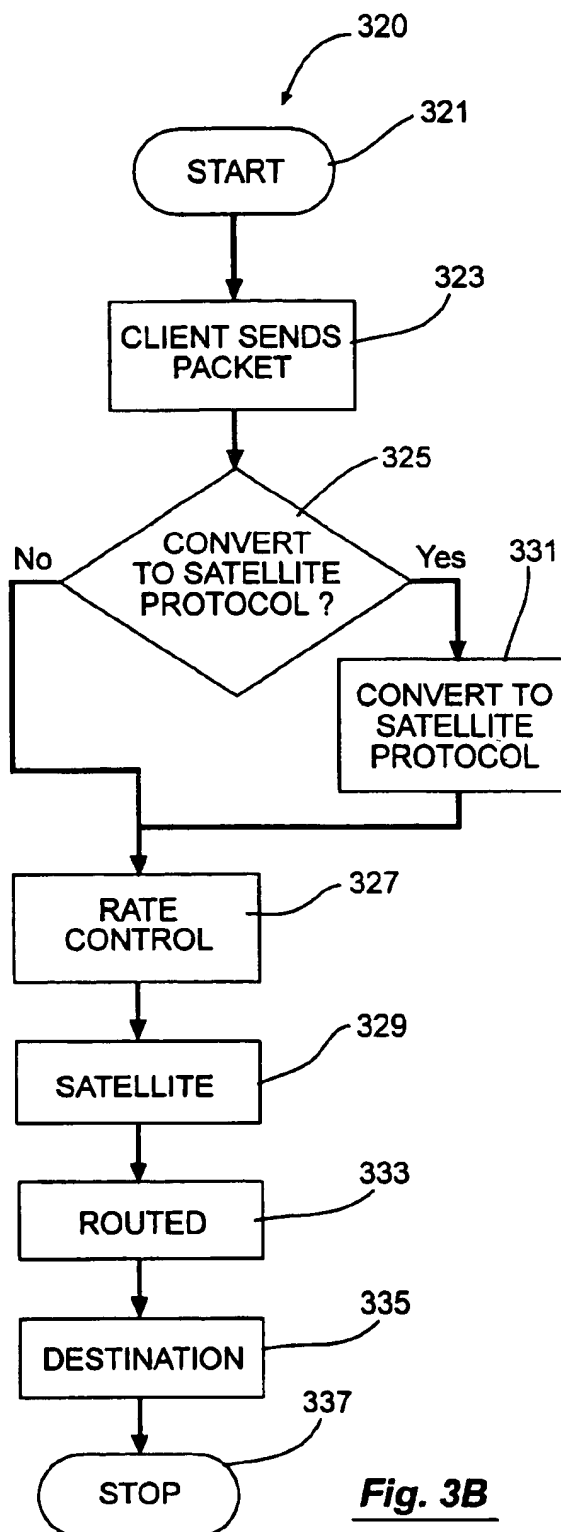 320
321
START
323
CLIENT SENDS
PACKET
325
No
CONVERT
TO SATELLITE
PROTOCOL ?
Yes
331
CONVERT TO
SATELLITE
PROTOCOL
327
RATE
CONTROL
329
SATELLITE
333
ROUTED
335
DESTINATION
337
STOP
Fig. 3B